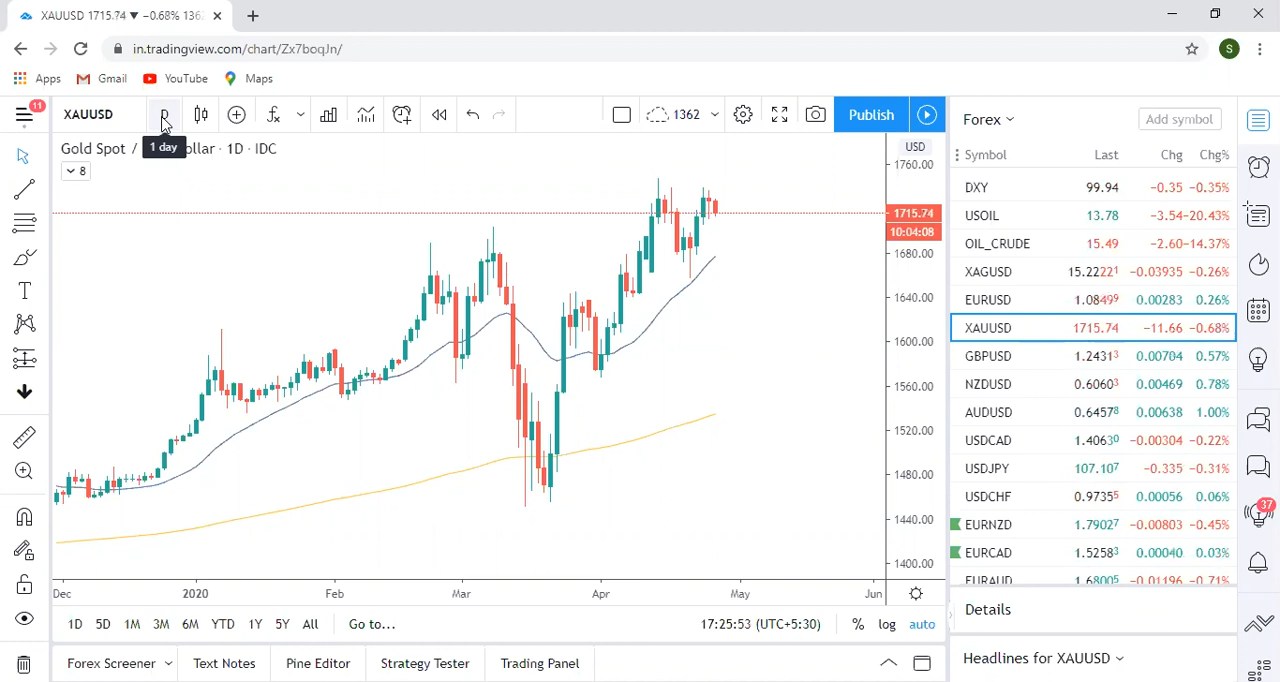 XAUUSD 1715.74 ▼ −0.68% 136
in.tradingview.com/chart/Zx7boqJn/
S
Apps Gmail YouTube Maps
11
XAUUSD D 1362 Publish
1 day
Gold Spot / ollar · 1D · IDC
8
USD
1760.00
1715.74
10:04:08
1680.00
1640.00
1600.00
1560.00
1520.00
1480.00
1440.00
1400.00
Dec 2020 Feb Mar Apr May Jun
1D 5D 1M 3M 6M YTD 1Y 5Y All Go to... 17:25:53 (UTC+5:30) % log auto
Forex Screener Text Notes Pine Editor Strategy Tester Trading Panel
Forex Add symbol
Symbol Last Chg Chg%
DXY 99.94 −0.35 −0.35%
USOIL 13.78 −3.54 −20.43%
OIL_CRUDE 15.49 −2.60 −14.37%
XAGUSD 15.22221 −0.03935 −0.26%
EURUSD 1.08499 0.00283 0.26%
XAUUSD 1715.74 −11.66 −0.68%
GBPUSD 1.24313 0.00704 0.57%
NZDUSD 0.60603 0.00469 0.78%
AUDUSD 0.64578 0.00638 1.00%
USDCAD 1.40630 −0.00304 −0.22%
USDJPY 107.107 −0.335 −0.31%
USDCHF 0.97355 0.00056 0.06%
EURNZD 1.79027 −0.00803 −0.45%
EURCAD 1.52583 0.00040 0.03%
EURAUD 1.68005 −0.01196 −0.71%
37
Details
Headlines for XAUUSD